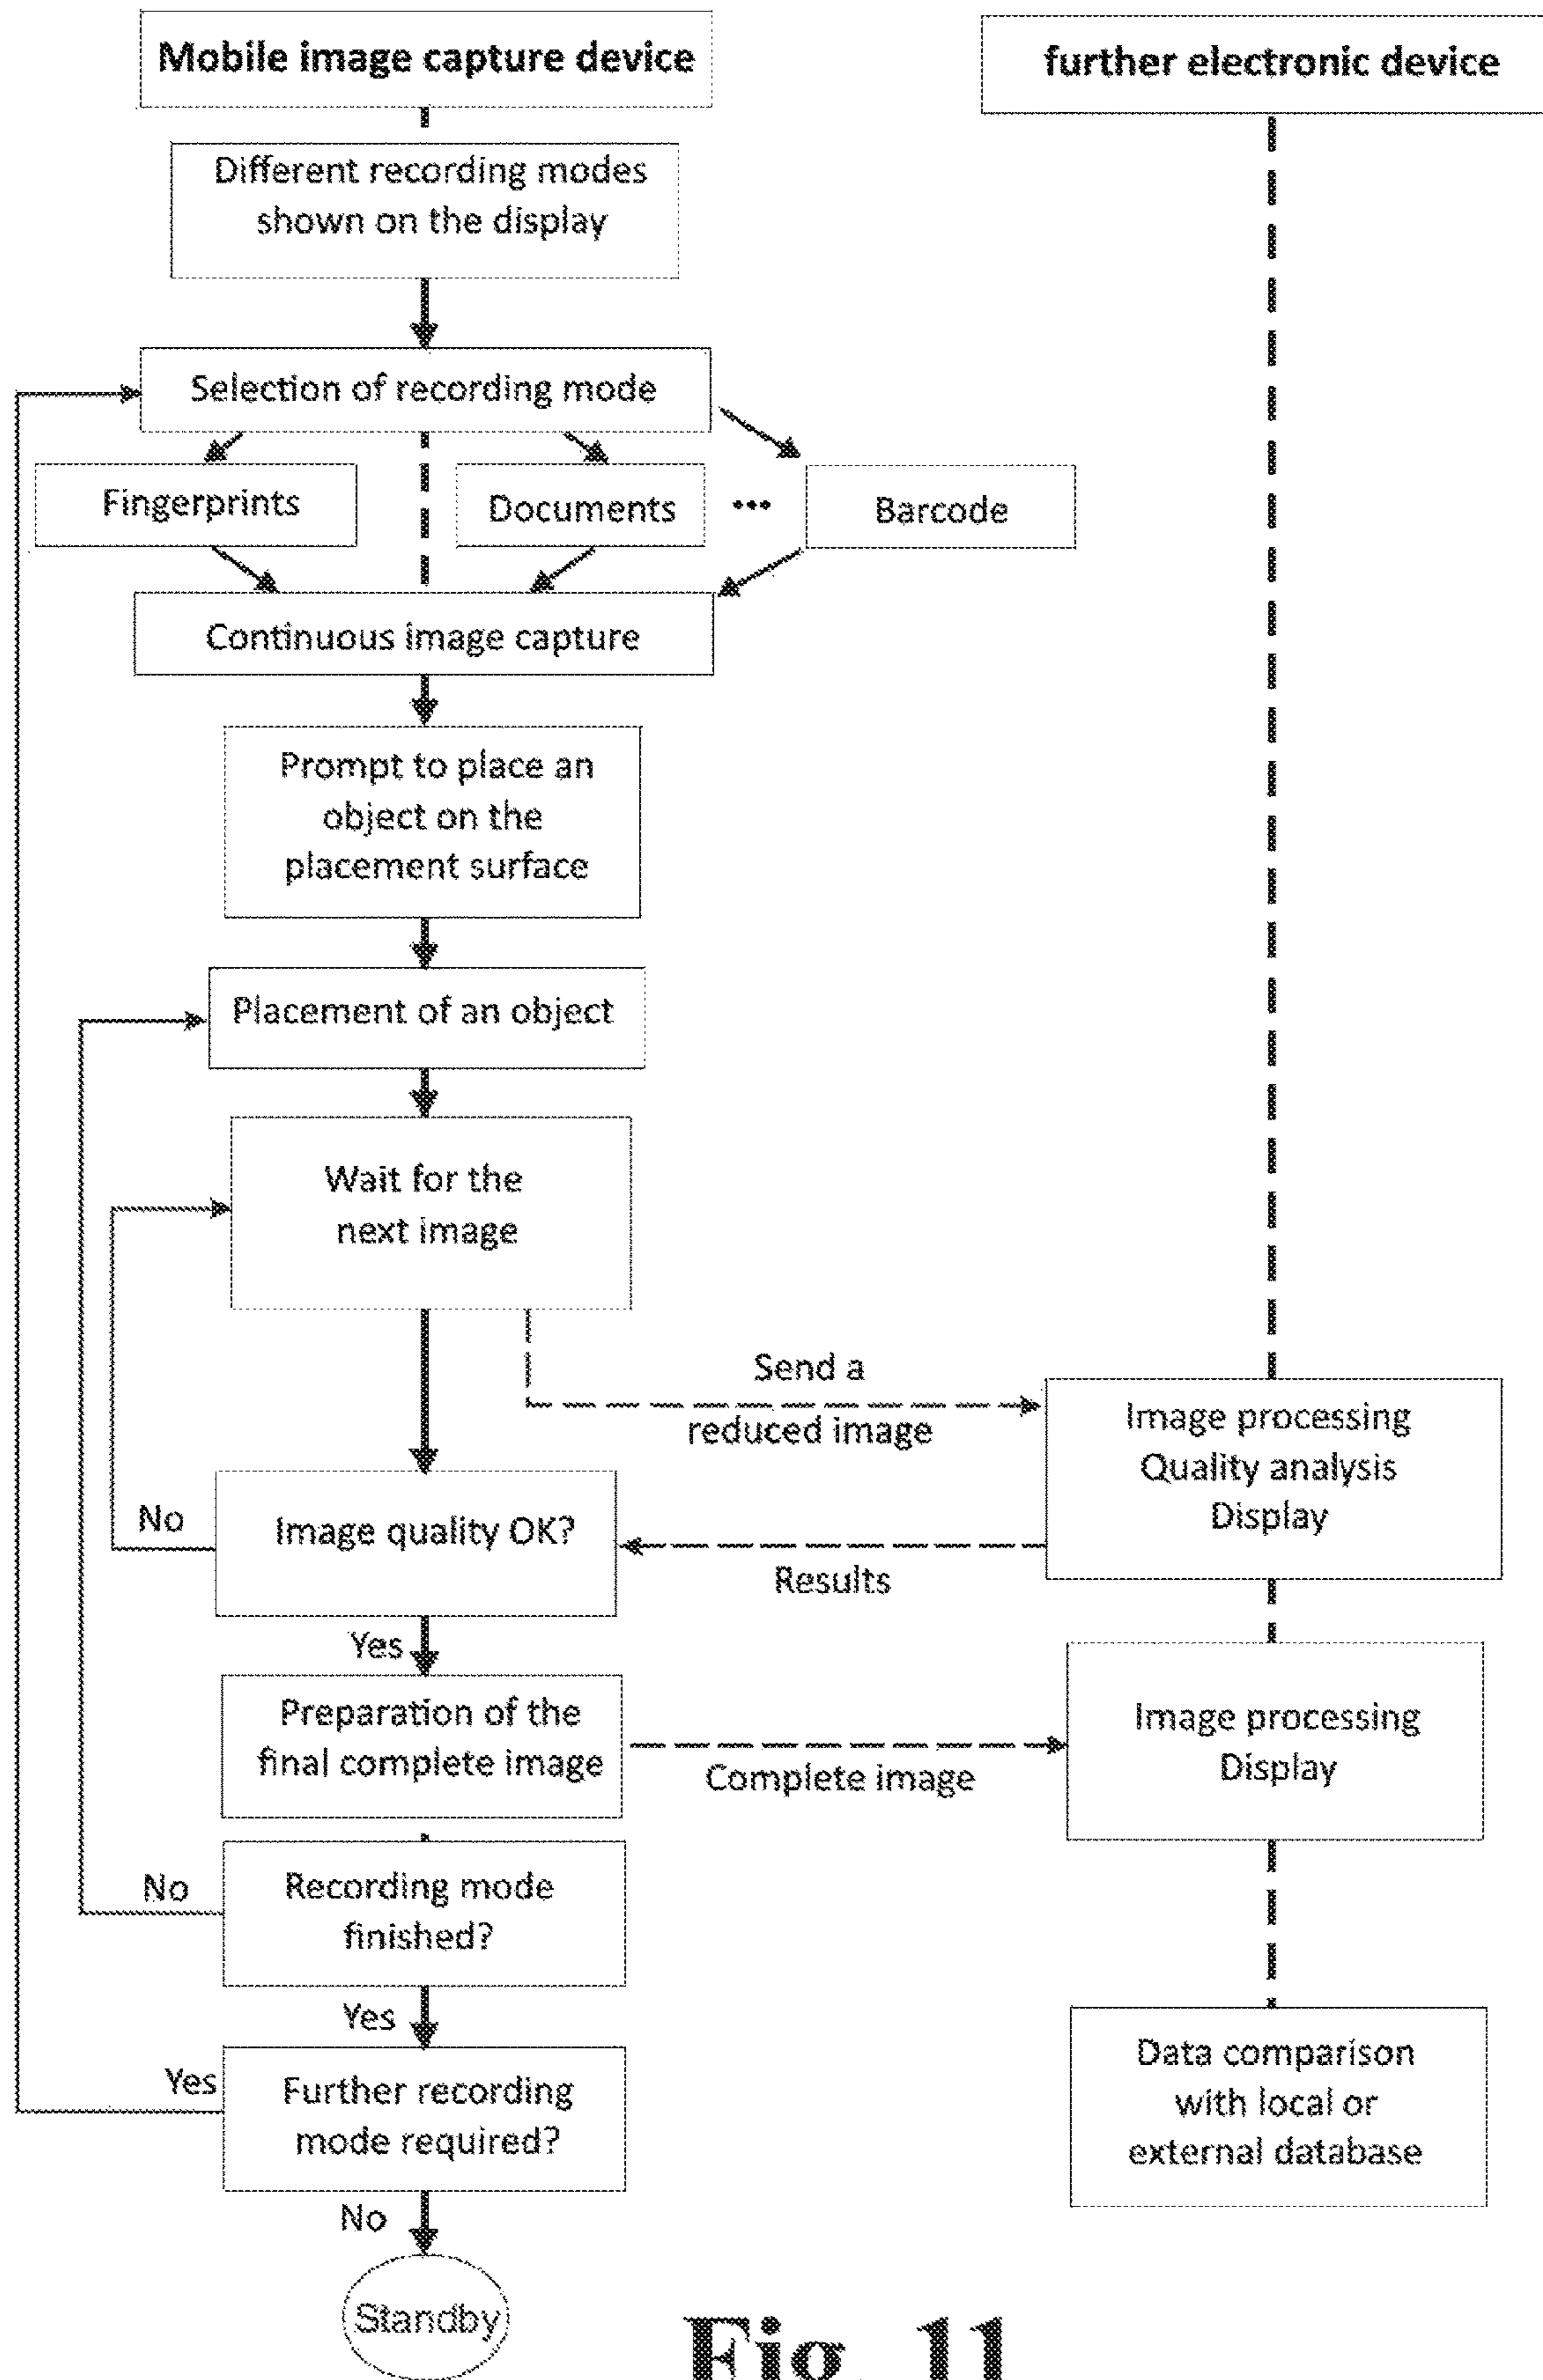 Mobile image capture device
further electronic device
Different recording modes
shown on the display
Selection of recording mode
Fingerprints
Documents
...
Barcode
Continuous image capture
Prompt to place an
object on the
placement surface
Placement of an object
Wait for the
next image
Send a
reduced image
Image processing
Quality analysis
Display
No
Image quality OK?
Results
Yes
Preparation of the
final complete image
Complete image
Image processing
Display
No
Recording mode
finished?
Yes
Yes
Further recording
mode required?
Data comparison
with local or
external database
No
Standby
Fig. 11